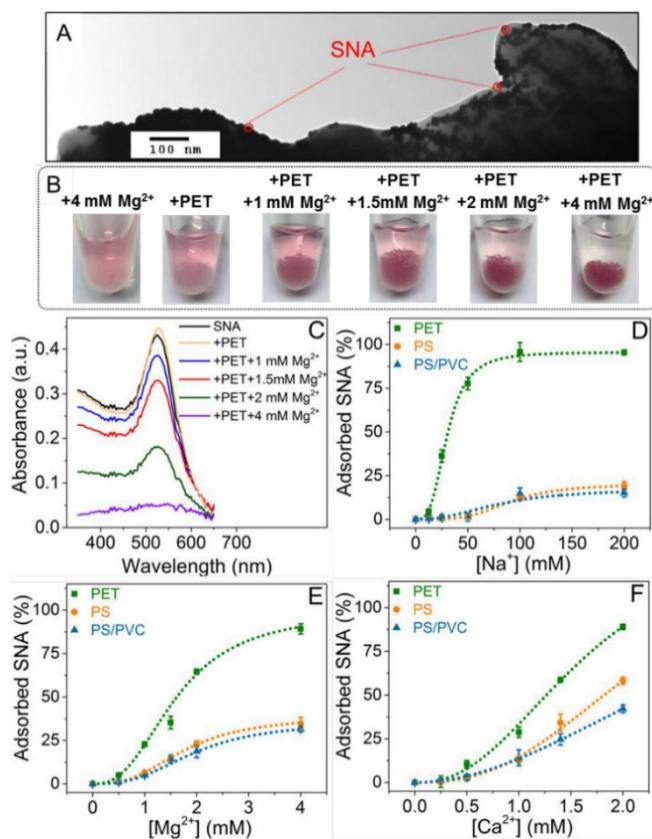 A
SNA
100 nm
B
+4 mM Mg²⁺
+PET
+PET
+1 mM Mg²⁺
+PET
+1.5mM Mg²⁺
+PET
+2 mM Mg²⁺
+PET
+4 mM Mg²⁺
C
Absorbance (a.u.)
0.4
0.3
0.2
0.1
0.0
SNA
+PET
+PET+1 mM Mg²⁺
+PET+1.5mM Mg²⁺
+PET+2 mM Mg²⁺
+PET+4 mM Mg²⁺
400 500 600 700
Wavelength (nm)
D
Adsorbed SNA (%)
100
75
50
25
0
PET
PS
PS/PVC
0 50 100 150 200
[Na⁺] (mM)
E
Adsorbed SNA (%)
100
75
50
25
0
PET
PS
PS/PVC
0 1 2 3 4
[Mg²⁺] (mM)
F
Adsorbed SNA (%)
100
75
50
25
0
PET
PS
PS/PVC
0.0 0.5 1.0 1.5 2.0
[Ca²⁺] (mM)